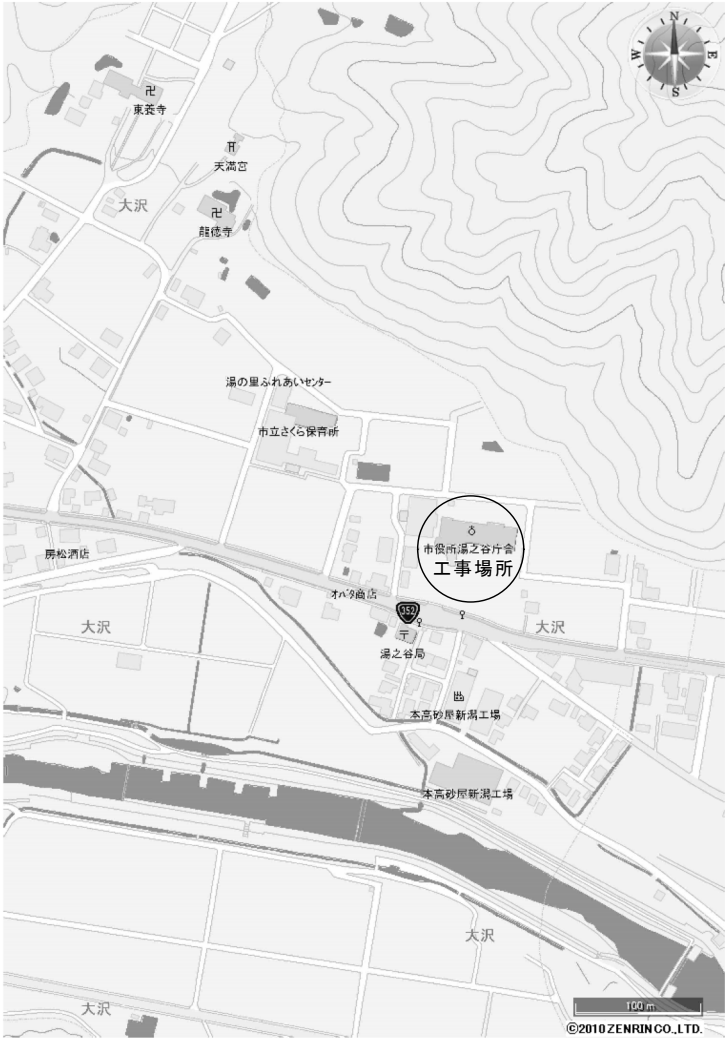 N
W
E
S
東養寺
天満宮
大沢
龍徳寺
湯の里ふれあいセンター
市立さくら保育所
市役所湯之谷庁舎
工事場所
房松酒店
オバタ商店
352
大沢
大沢
湯之谷局
本高砂屋新潟工場
本高砂屋新潟工場
大沢
大沢
100 m
©2010 ZENRIN CO., LTD.